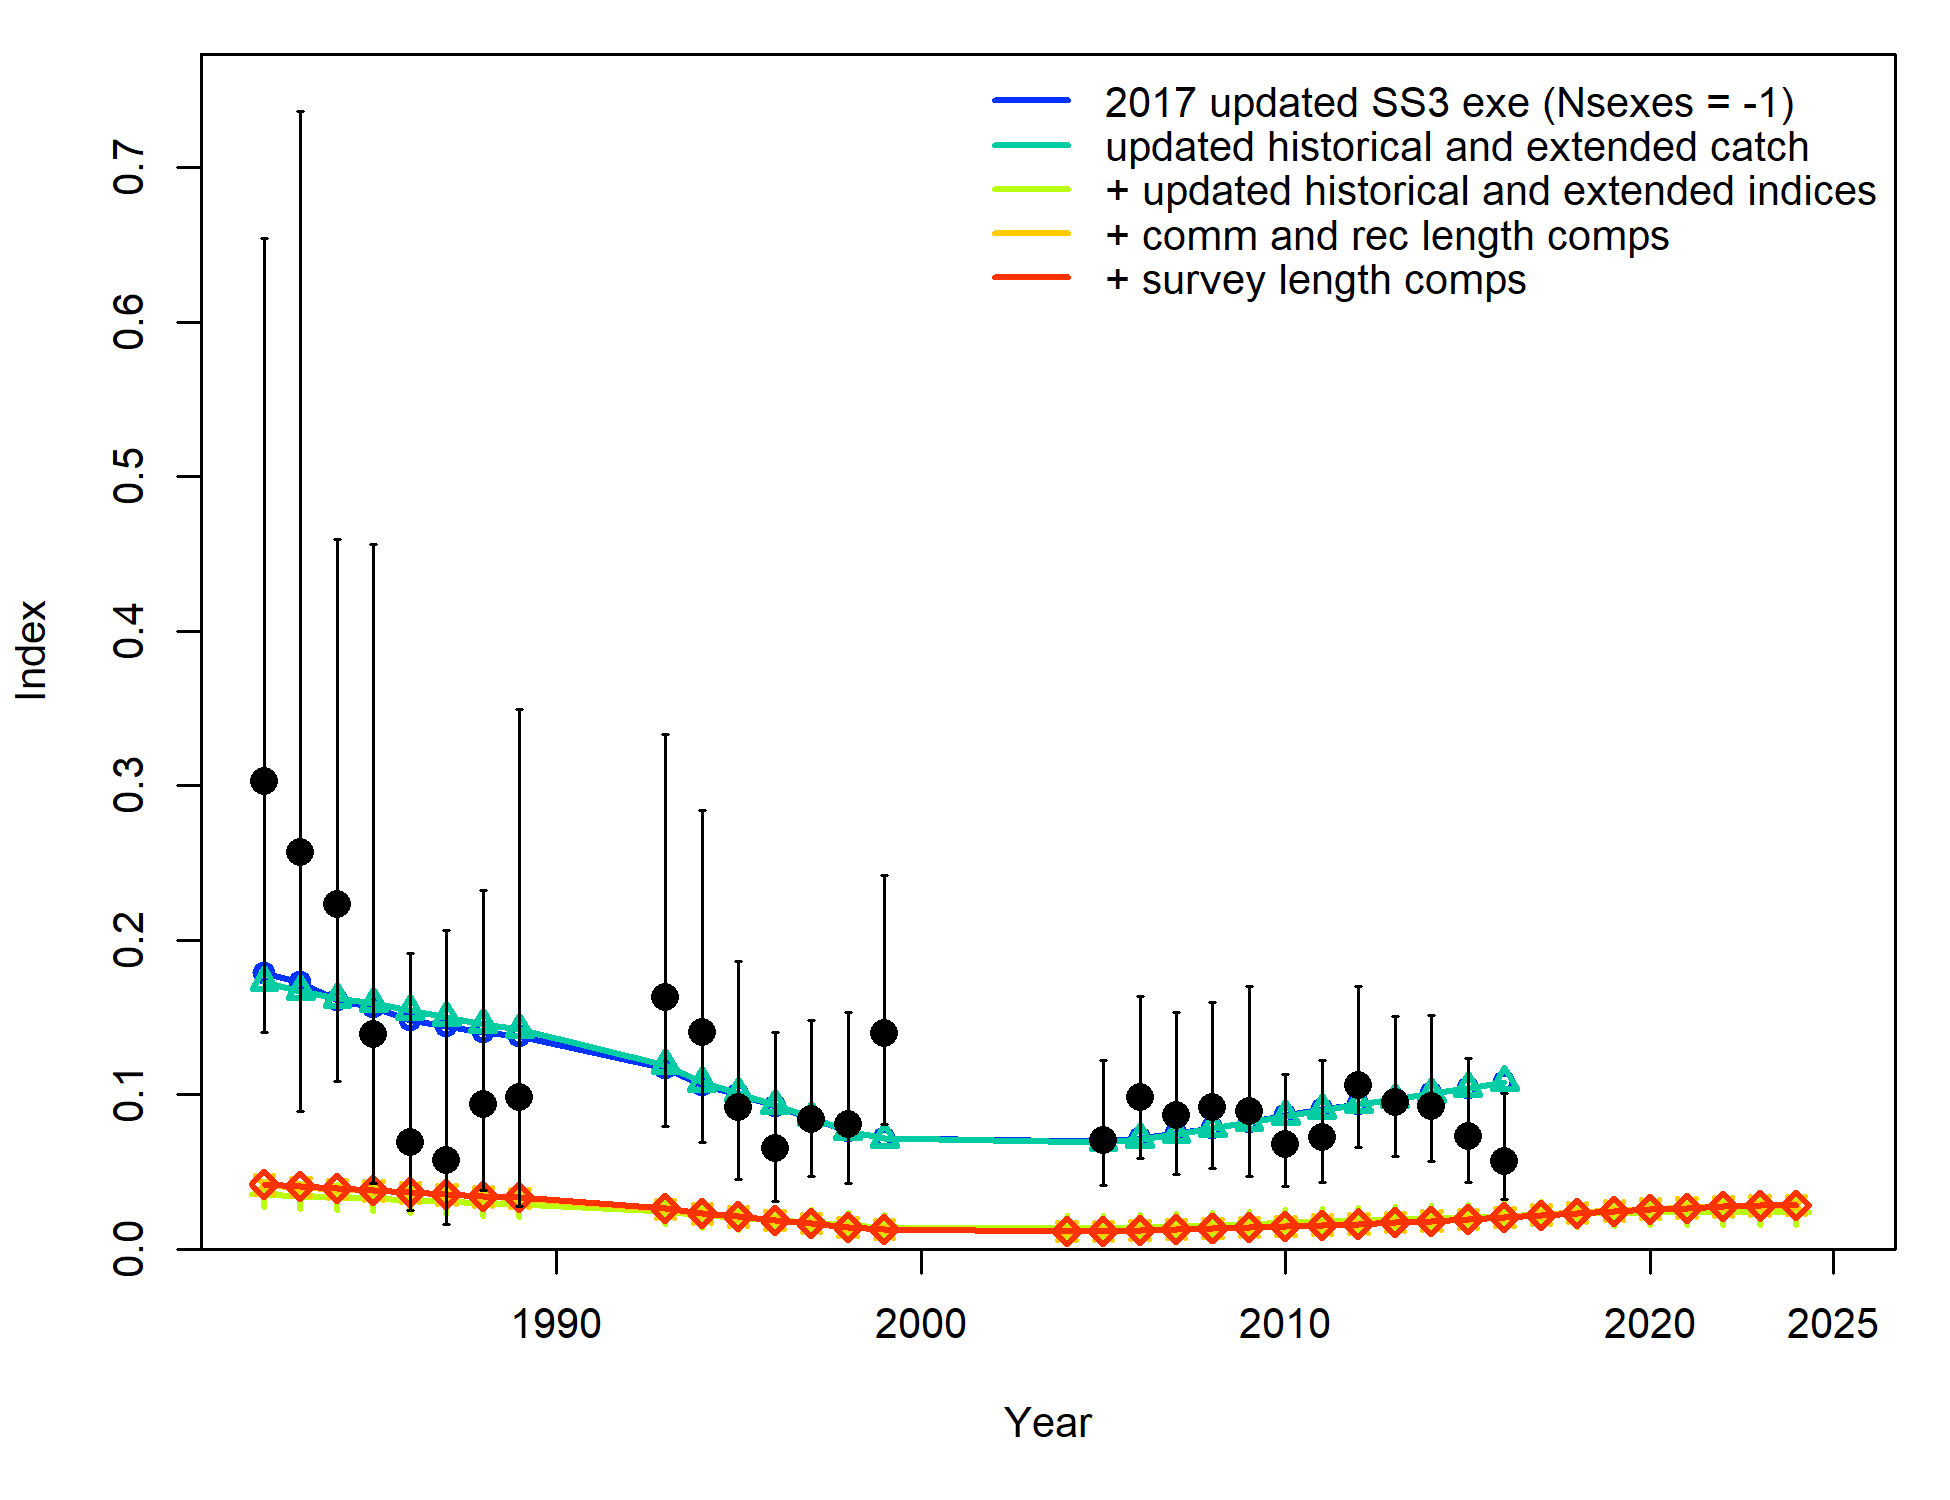 2017 updated SS3 exe (Nsexes = -1)
updated historical and extended catch
+ updated historical and extended indices
+ comm and rec length comps
+ survey length comps
0.7
0.6
0.5
0.4
0.3
0.2
0.1
0.0
Index
1990 2000 2010 2020 2025
Year